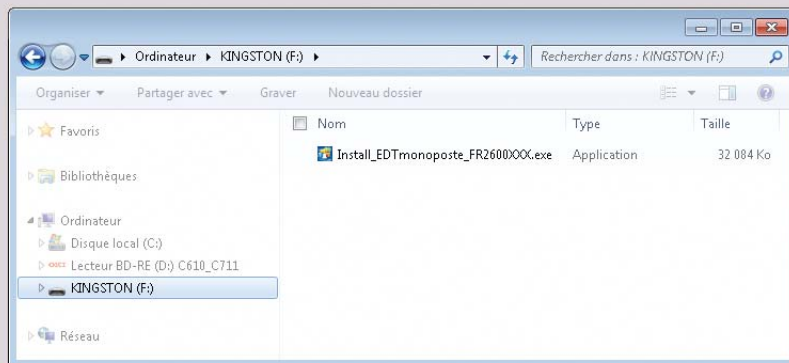 Ordinateur KINGSTON (F:)
Rechercher dans : KINGSTON (F:)
Organiser Partager avec Graver Nouveau dossier
Favoris
Bibliothèques
Ordinateur
Disque local (C:)
Lecteur BD-RE (D:) C610_C711
KINGSTON (F:)
Réseau
Nom Type Taille
Install_EDTmonoposte_FR2600XXX.exe Application 32 084 Ko